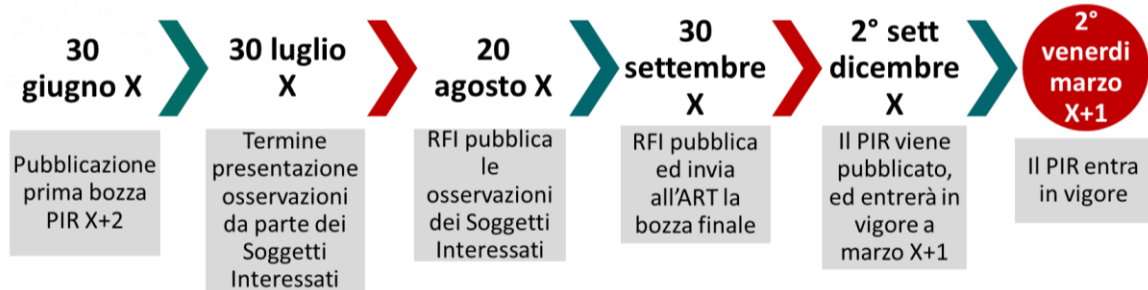 30
giugno X
Pubblicazione
prima bozza
PIR X+2
30 luglio
X
Termine
presentazione
osservazioni
da parte dei
Soggetti
Interessati
20
agosto X
RFI pubblica
le
osservazioni
dei Soggetti
Interessati
30
settembre
X
RFI pubblica
ed invia
all’ART la
bozza finale
2° sett
dicembre
X
Il PIR viene
pubblicato,
ed entrerà in
vigore a
marzo X+1
2°
venerdi
marzo
X+1
Il PIR entra
in vigore